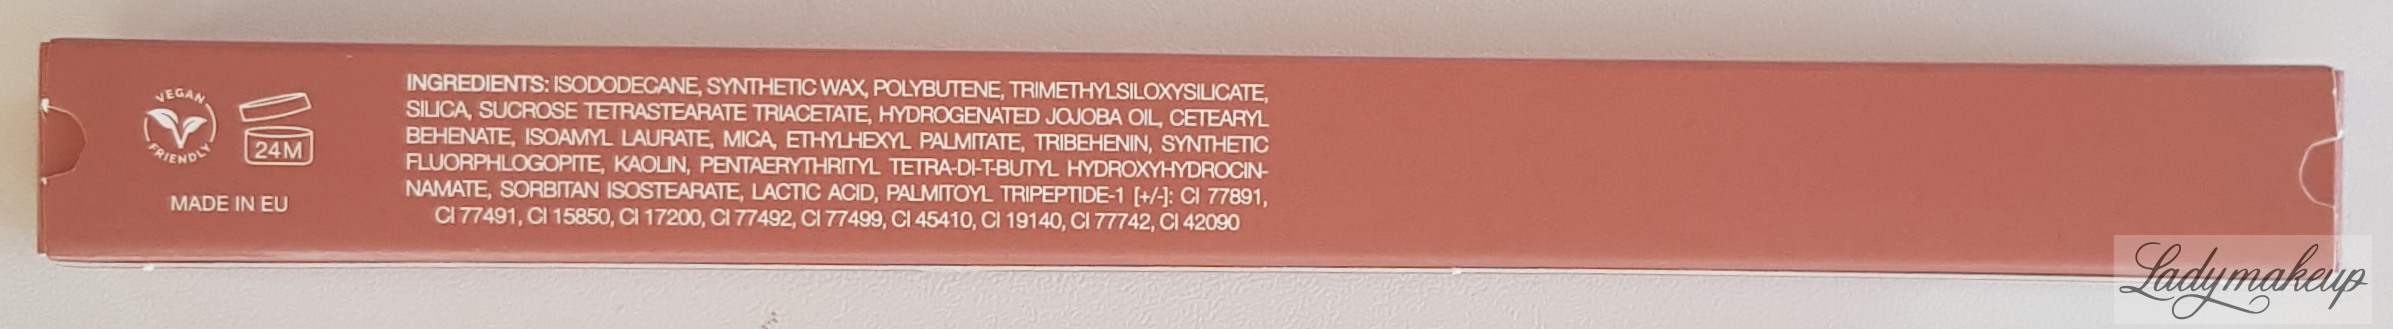 VEGAN
FRIENDLY
24M
MADE IN EU
INGREDIENTS: ISODODECANE, SYNTHETIC WAX, POLYBUTENE, TRIMETHYLSILOXYSILICATE,
SILICA, SUCROSE TETRASTEARATE TRIACETATE, HYDROGENATED JOJOBA OIL, CETEARYL
BEHENATE, ISOAMYL LAURATE, MICA, ETHYLHEXYL PALMITATE, TRIBEHENIN, SYNTHETIC
FLUORPHLOGOPITE, KAOLIN, PENTAERYTHRITYL TETRA-DI-T-BUTYL HYDROXYHYDROCIN-
NAMATE, SORBITAN ISOSTEARATE, LACTIC ACID, PALMITOYL TRIPEPTIDE-1 [+/-]: CI 77891,
CI 77491, CI 15850, CI 17200, CI 77492, CI 77499, CI 45410, CI 19140, CI 77742, CI 42090
Ladymakeup